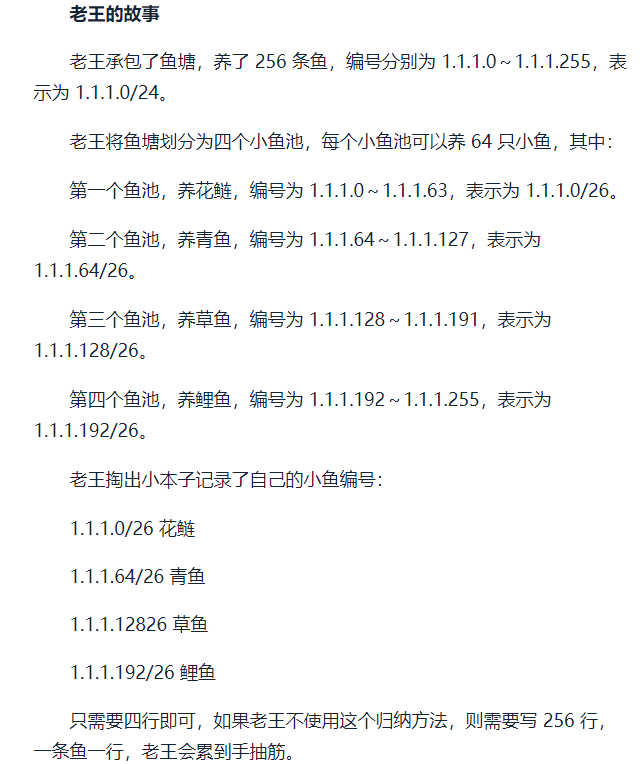 老王的故事
老王承包了鱼塘，养了 256 条鱼，编号分别为 1.1.1.0～1.1.1.255，表
示为 1.1.1.0/24。
老王将鱼塘划分为四个小鱼池，每个小鱼池可以养 64 只小鱼，其中：
第一个鱼池，养花鲢，编号为 1.1.1.0～1.1.1.63，表示为 1.1.1.0/26。
第二个鱼池，养青鱼，编号为 1.1.1.64～1.1.1.127，表示为
1.1.1.64/26。
第三个鱼池，养草鱼，编号为 1.1.1.128～1.1.1.191，表示为
1.1.1.128/26。
第四个鱼池，养鲤鱼，编号为 1.1.1.192～1.1.1.255，表示为
1.1.1.192/26。
老王掏出小本子记录了自己的小鱼编号：
1.1.1.0/26 花鲢
1.1.1.64/26 青鱼
1.1.1.12826 草鱼
1.1.1.192/26 鲤鱼
只需要四行即可，如果老王不使用这个归纳方法，则需要写 256 行，
一条鱼一行，老王会累到手抽筋。